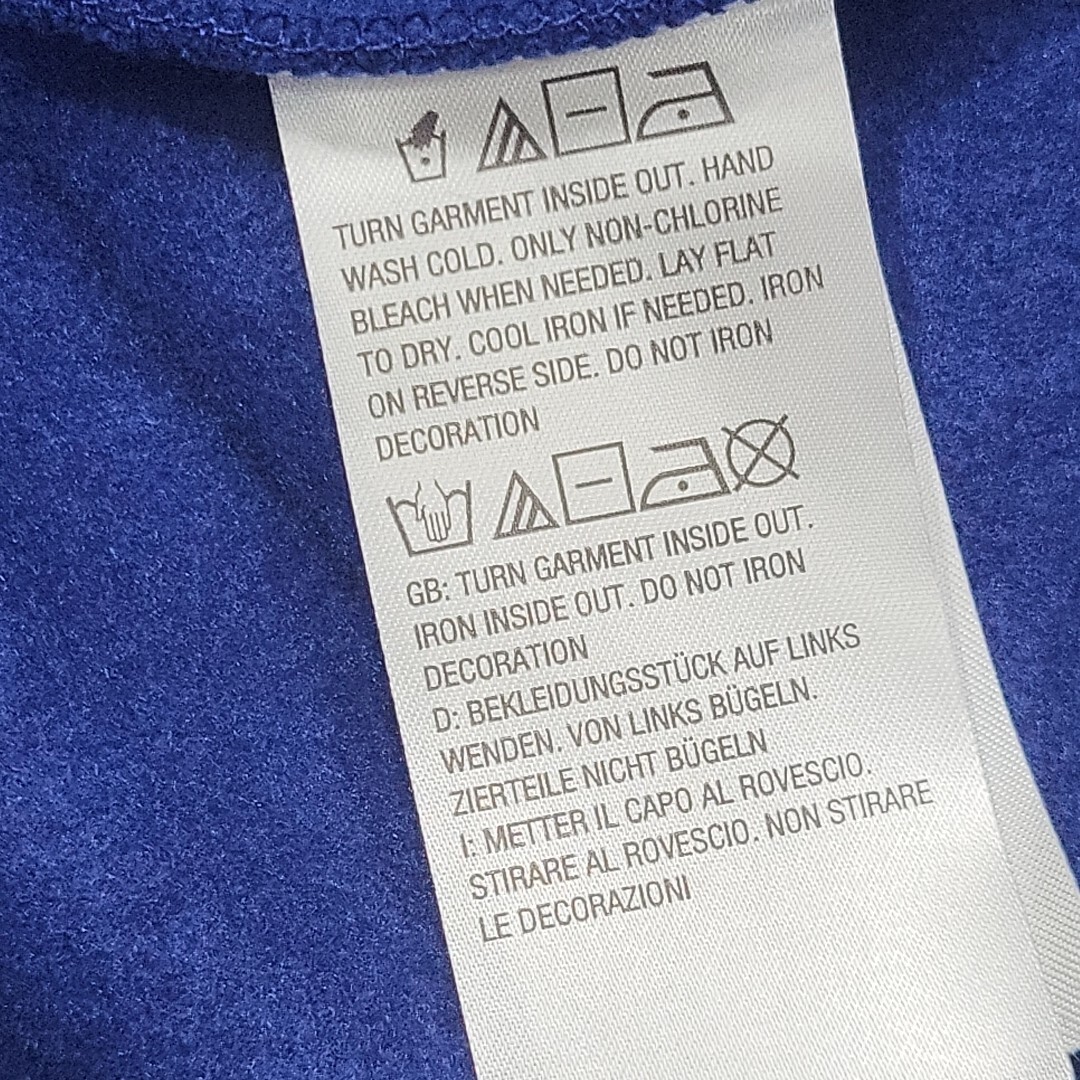 TURN GARMENT INSIDE OUT. HAND
WASH COLD. ONLY NON-CHLORINE
BLEACH WHEN NEEDED. LAY FLAT
TO DRY. COOL IRON IF NEEDED. IRON
ON REVERSE SIDE. DO NOT IRON
DECORATION
GB: TURN GARMENT INSIDE OUT.
IRON INSIDE OUT. DO NOT IRON
DECORATION
D: BEKLEIDUNGSSTÜCK AUF LINKS
WENDEN. VON LINKS BÜGELN.
ZIERTEILE NICHT BÜGELN
I: METTER IL CAPO AL ROVESCIO.
STIRARE AL ROVESCIO. NON STIRARE
LE DECORAZIONI